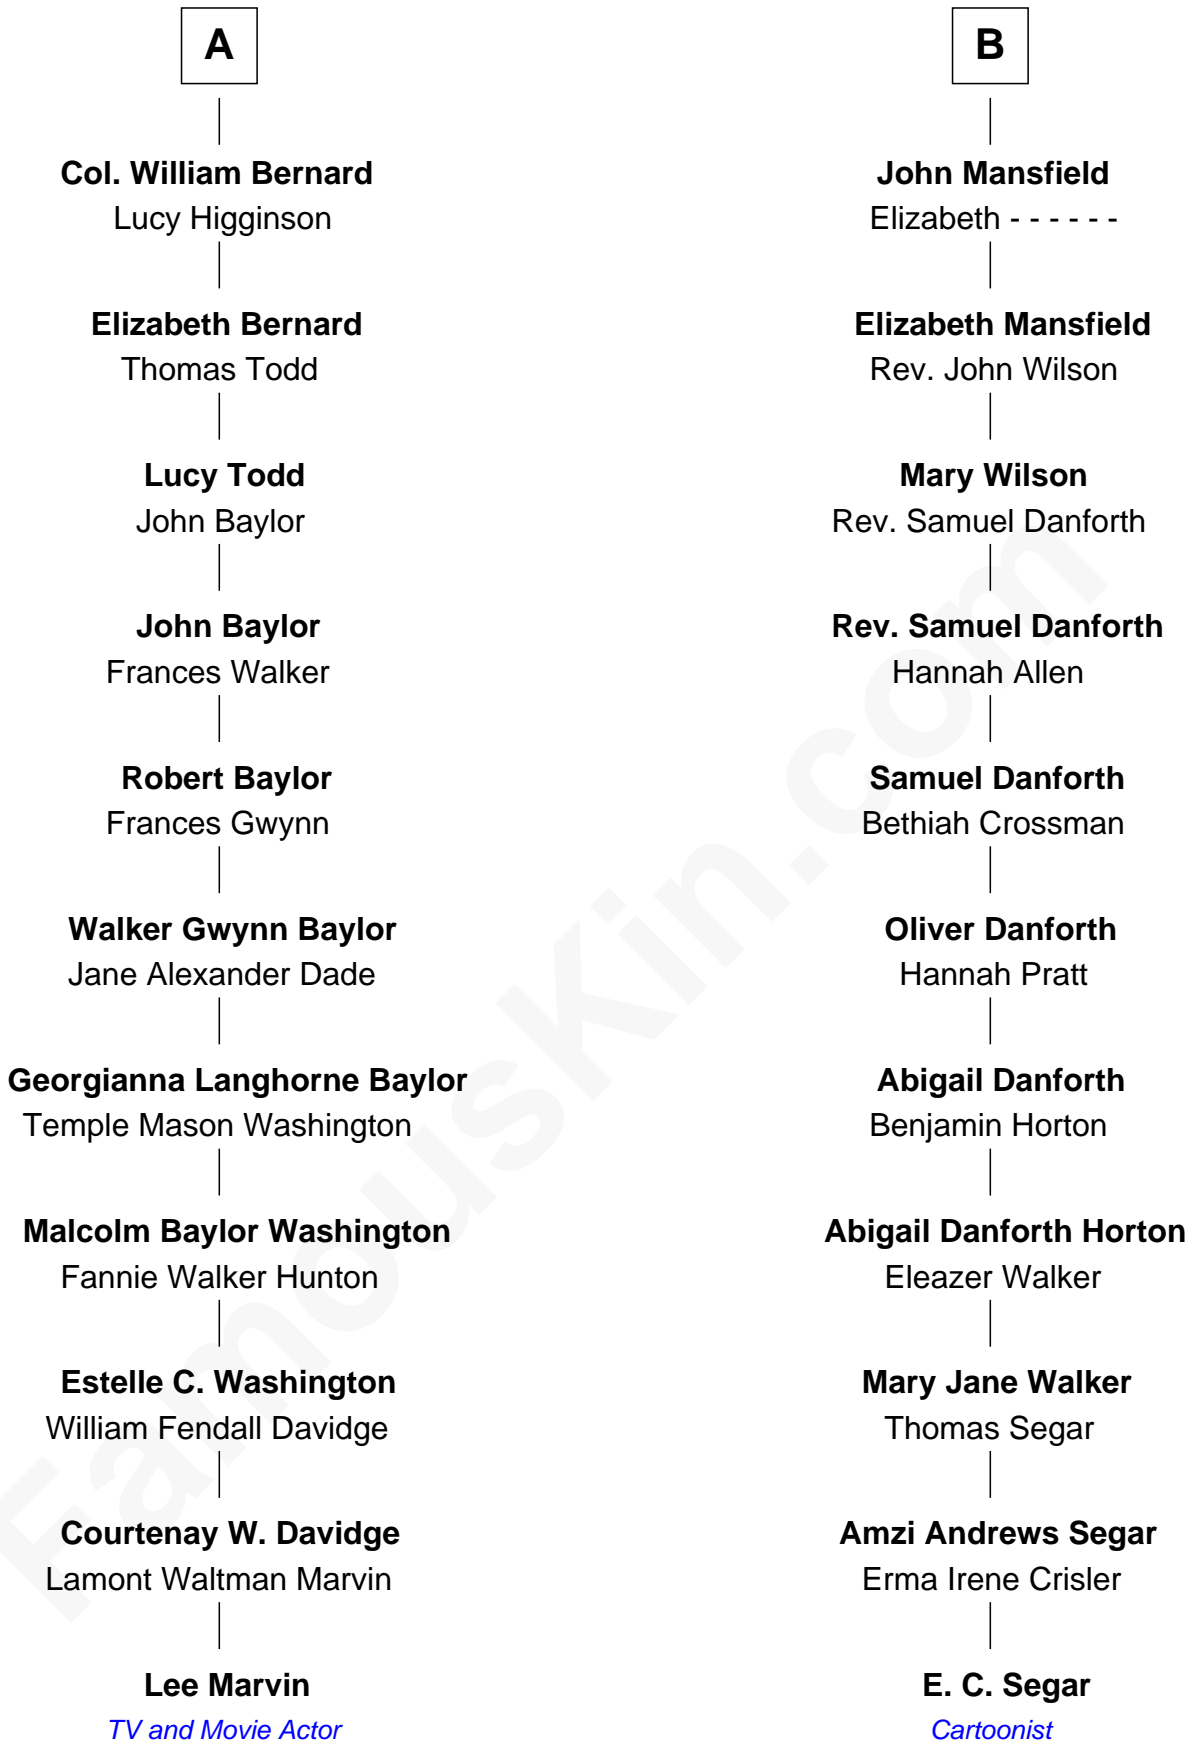 A
Col. William Bernard
Lucy Higginson
Elizabeth Bernard
Thomas Todd
Lucy Todd
John Baylor
John Baylor
Frances Walker
Robert Baylor
Frances Gwynn
Walker Gwynn Baylor
Jane Alexander Dade
Georgianna Langhorne Baylor
Temple Mason Washington
Malcolm Baylor Washington
Fannie Walker Hunton
Estelle C. Washington
William Fendall Davidge
Courtenay W. Davidge
Lamont Waltman Marvin
Lee Marvin
TV and Movie Actor
B
John Mansfield
Elizabeth - - - - - -
Elizabeth Mansfield
Rev. John Wilson
Mary Wilson
Rev. Samuel Danforth
Rev. Samuel Danforth
Hannah Allen
Samuel Danforth
Bethiah Crossman
Oliver Danforth
Hannah Pratt
Abigail Danforth
Benjamin Horton
Abigail Danforth Horton
Eleazer Walker
Mary Jane Walker
Thomas Segar
Amzi Andrews Segar
Erma Irene Crisler
E. C. Segar
Cartoonist
FamousKin.com